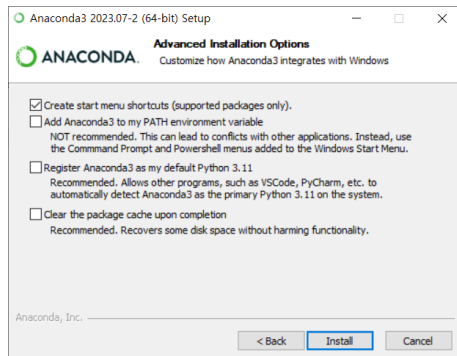 Anaconda3 2023.07-2 (64-bit) Setup
ANACONDA.
Advanced Installation Options
Customize how Anaconda3 integrates with Windows
Create start menu shortcuts (supported packages only).
Add Anaconda3 to my PATH environment variable
NOT recommended. This can lead to conflicts with other applications. Instead, use
the Commmand Prompt and Powershell menus added to the Windows Start Menu.
Register Anaconda3 as my default Python 3.11
Recommended. Allows other programs, such as VSCode, PyCharm, etc. to
automatically detect Anaconda3 as the primary Python 3.11 on the system.
Clear the package cache upon completion
Recommended. Recovers some disk space without harming functionality.
Anaconda, Inc.
< Back
Install
Cancel